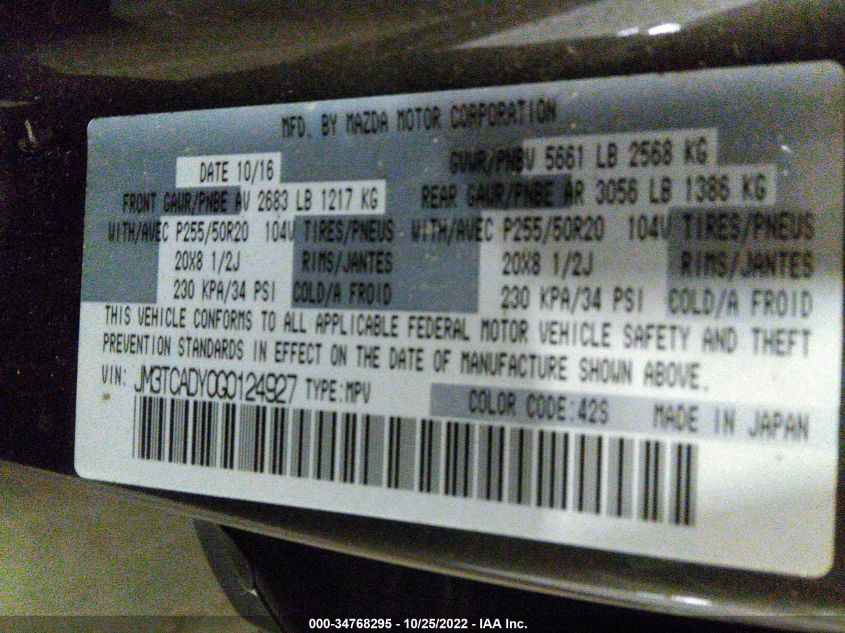 MFD. BY MAZDA MOTOR CORPORATION
DATE 10/16 GVWR/PNBV 5661 LB 2568 KG
FRONT GAWR/PNBE AV 2683 LB 1217 KG REAR GAWR/PNBE AR 3056 LB 1386 KG
WITH/AVEC P255/50R20 104V TIRES/PNEUS WITH/AVEC P255/50R20 104V TIRES/PNEUS
20X8 1/2J RIMS/JANTES 20X8 1/2J RIMS/JANTES
230 KPA/34 PSI COLD/A FROID 230 KPA/34 PSI COLD/A FROID
THIS VEHICLE CONFORMS TO ALL APPLICABLE FEDERAL MOTOR VEHICLE SAFETY AND THEFT
PREVENTION STANDARDS IN EFFECT ON THE DATE OF MANUFACTURE SHOWN ABOVE.
VIN: JM3TCADY0G0124927 TYPE:MPV
COLOR CODE:42S MADE IN JAPAN
000-34768295 - 10/25/2022 - IAA Inc.